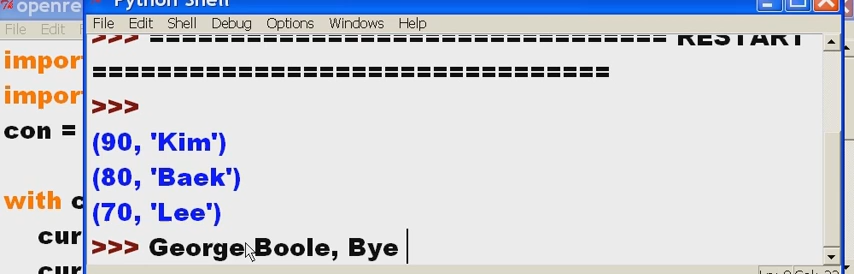 openre
Python Shell
File Edit
File Edit Shell Debug Options Windows Help
>>> ================================ RESTART
================================
>>>
(90, 'Kim')
(80, 'Baek')
(70, 'Lee')
>>> George Boole, Bye
impor
impor
con =
with c
cur
cur